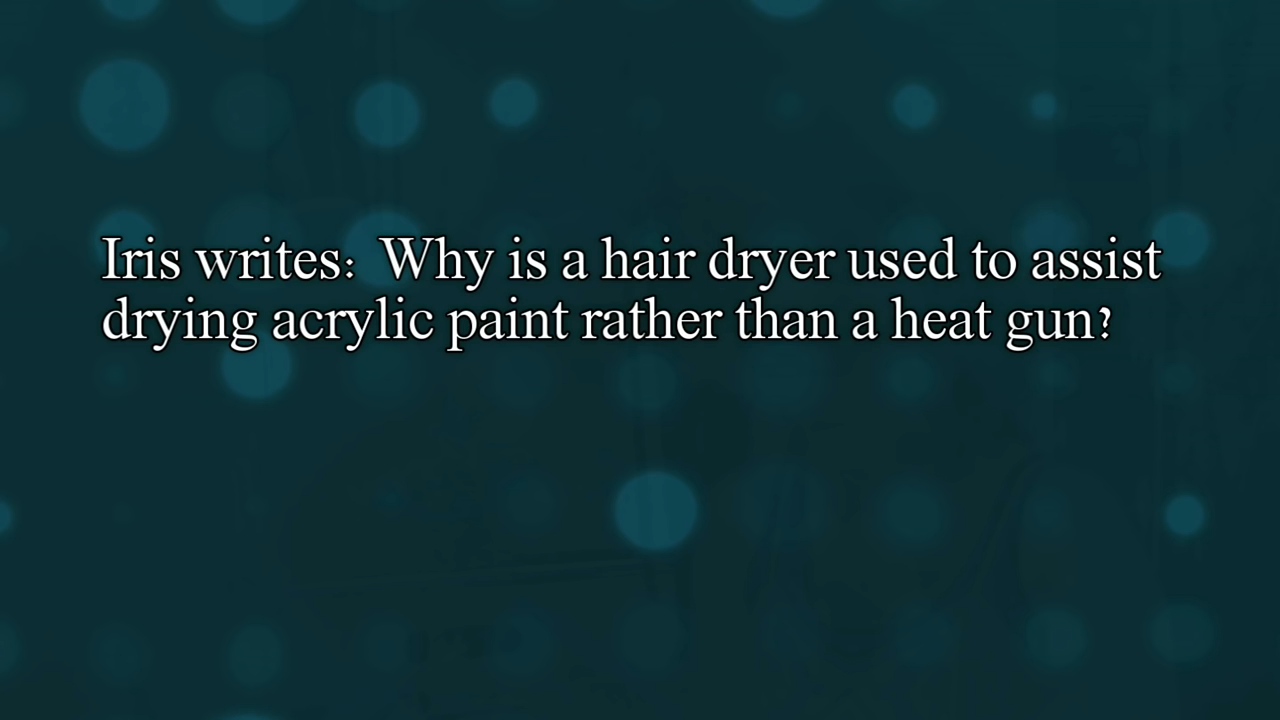 Iris writes:  Why is a hair dryer used to assist
drying acrylic paint rather than a heat gun?